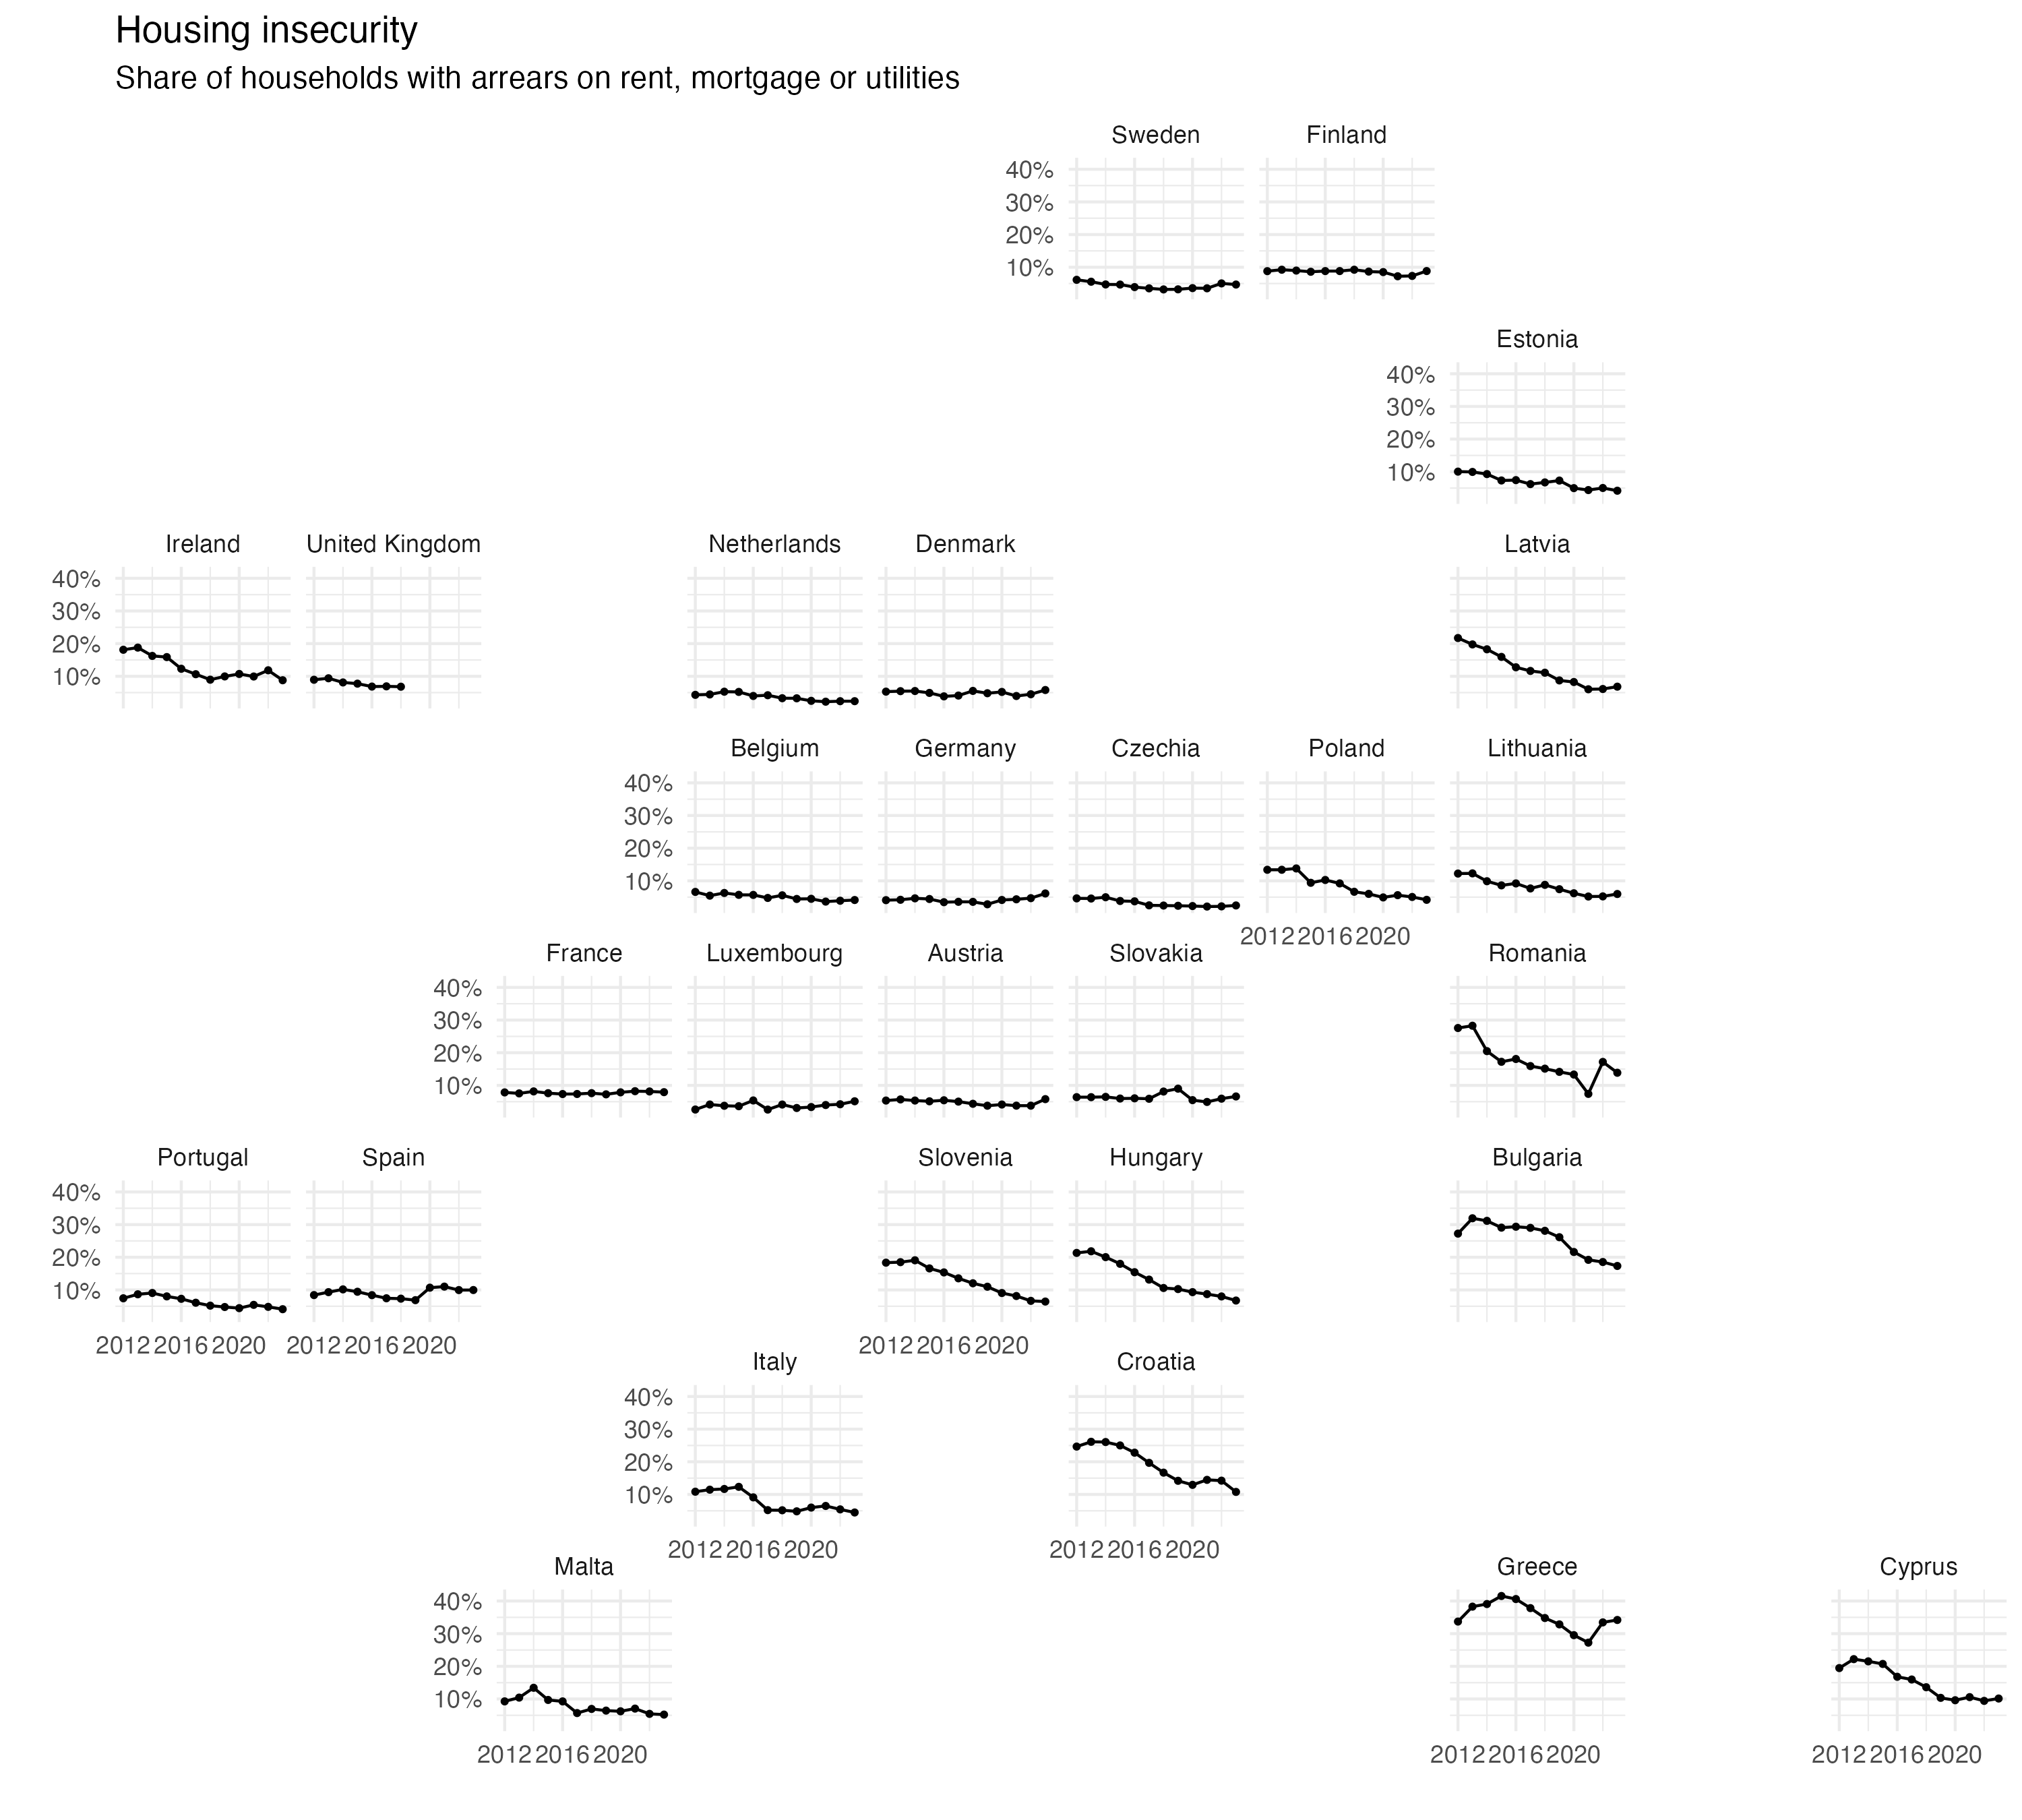 Housing insecurity
Share of households with arrears on rent, mortgage or utilities
Sweden Finland
40%
30%
20%
10%
Estonia
40%
30%
20%
10%
Ireland United Kingdom Netherlands Denmark Latvia
40%
30%
20%
10%
Belgium Germany Czechia Poland Lithuania
40%
30%
20%
10%
2012 2016 2020
France Luxembourg Austria Slovakia Romania
40%
30%
20%
10%
Portugal Spain Slovenia Hungary Bulgaria
40%
30%
20%
10%
2012 2016 2020 2012 2016 2020 2012 2016 2020
Italy Croatia
40%
30%
20%
10%
2012 2016 2020 2012 2016 2020
Malta Greece Cyprus
40%
30%
20%
10%
2012 2016 2020 2012 2016 2020 2012 2016 2020